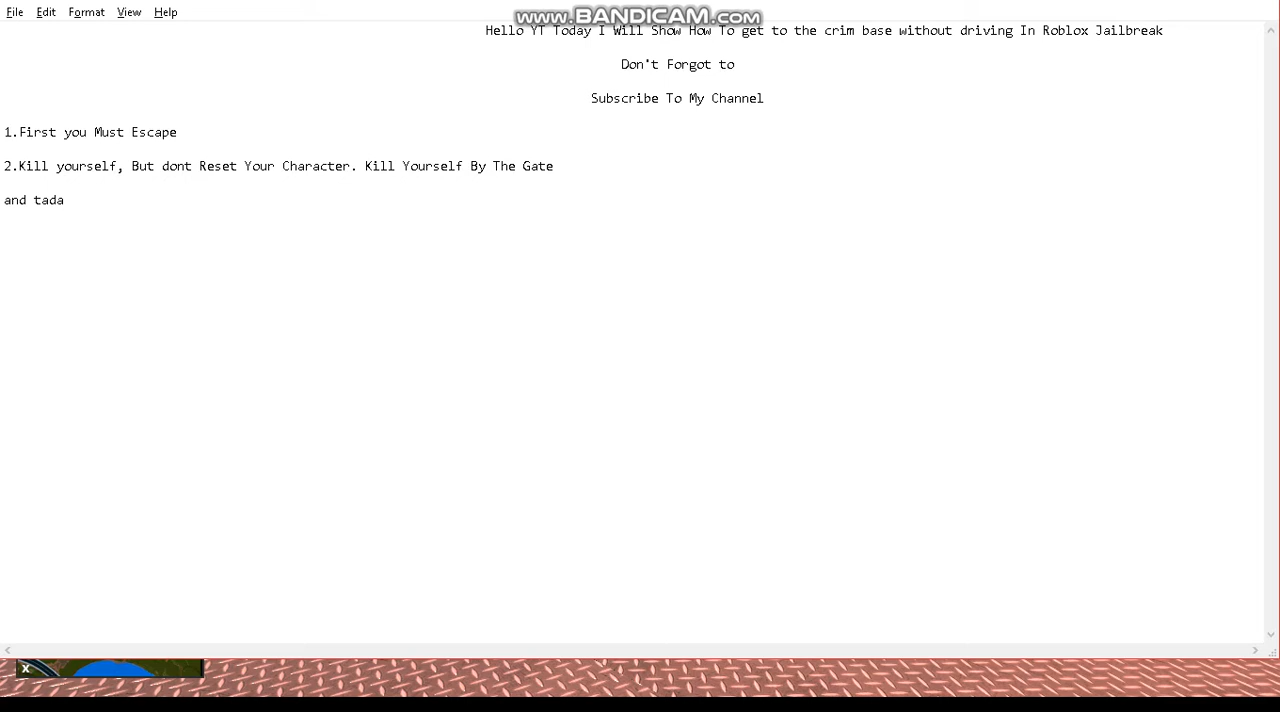 File Edit Format View Help
www.BANDICAM.com
Hello YT Today I Will Show How To get to the crim base without driving In Roblox Jailbreak
Don't Forgot to
Subscribe To My Channel
1.First you Must Escape
2.Kill yourself, But dont Reset Your Character. Kill Yourself By The Gate
and tada
X